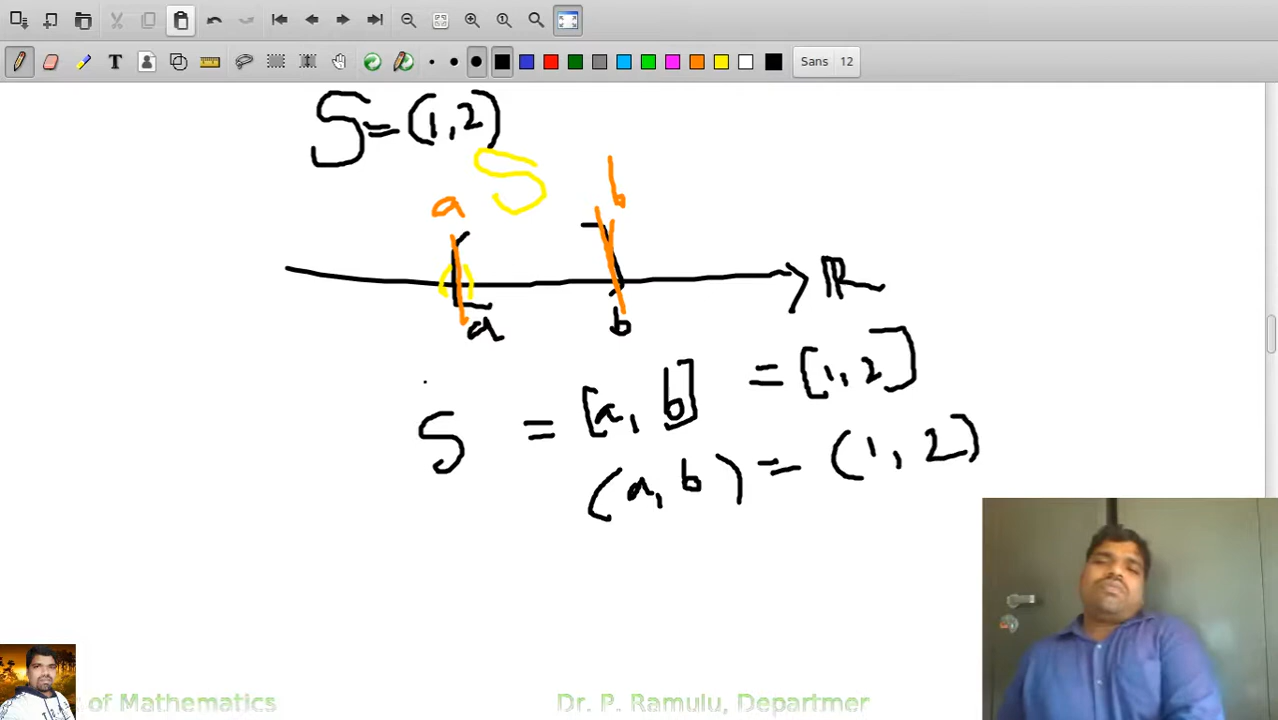 Sans 12
S = (1, 2)
S
a b
ℝ
a b
S = [a, b] = [1, 2]
(a, b) = (1, 2)
of Mathematics Dr. P. Ramulu, Departmer